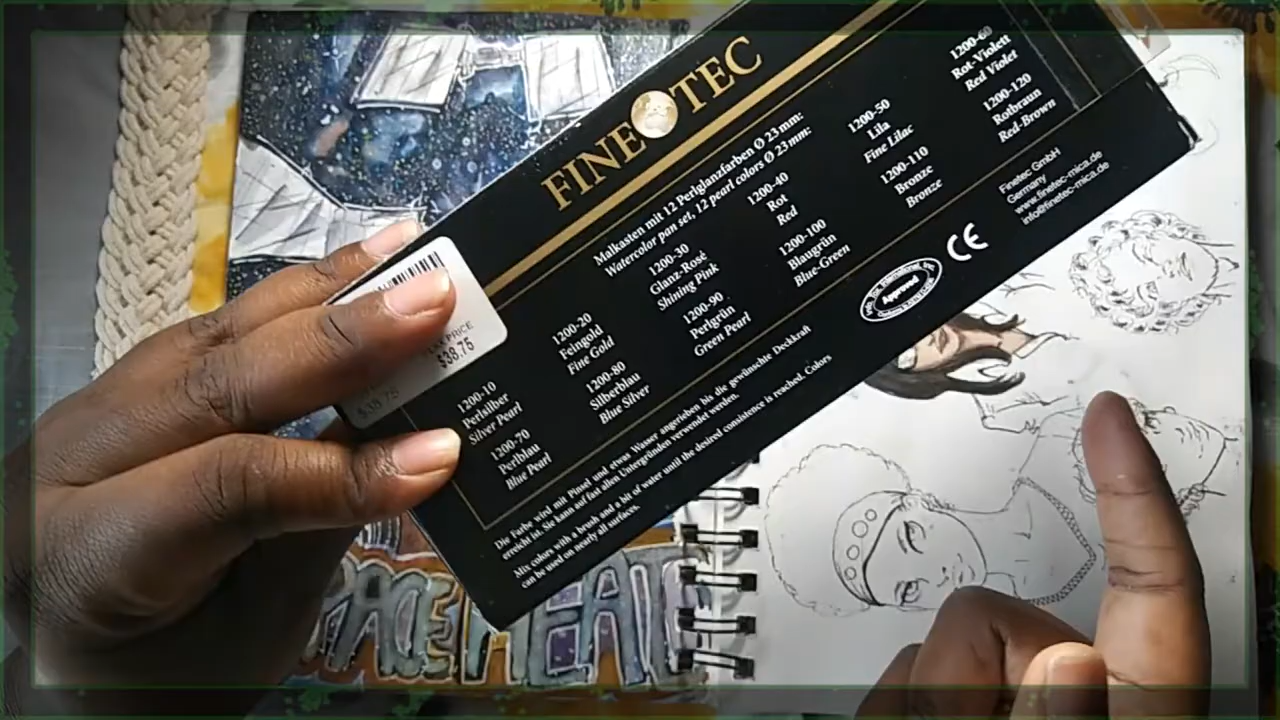 FINETEC
Malkasten mit 12 Perlglanzfarben Ø 23 mm:
Watercolor pan set, 12 pearl colors Ø 23 mm:
1200-10
Perlsilber
Silver Pearl
1200-20
Feingold
Fine Gold
1200-30
Glanz-Rosé
Shining Pink
1200-40
Rot
Red
1200-50
Lila
Fine Lilac
1200-60
Rot-Violett
Red Violet
1200-70
Perlblau
Blue Pearl
1200-80
Silberblau
Blue Silver
1200-90
Perlgrün
Green Pearl
1200-100
Blaugrün
Blue-Green
1200-110
Bronze
Bronze
1200-120
Rotbraun
Red-Brown
Die Farbe wird mit Pinsel und etwas Wasser angerieben bis die gewünschte Deckkraft
erreicht ist. Sie kann auf fast allen Untergründen verwendet werden.
Mix colors with a brush and a bit of water until the desired consistence is reached. Colors
can be used on nearly all surfaces.
Approved
CE
Finetec GmbH
Germany
www.finetec-mica.de
info@finetec-mica.de
PRICE
$38.75
SPACE MEAT